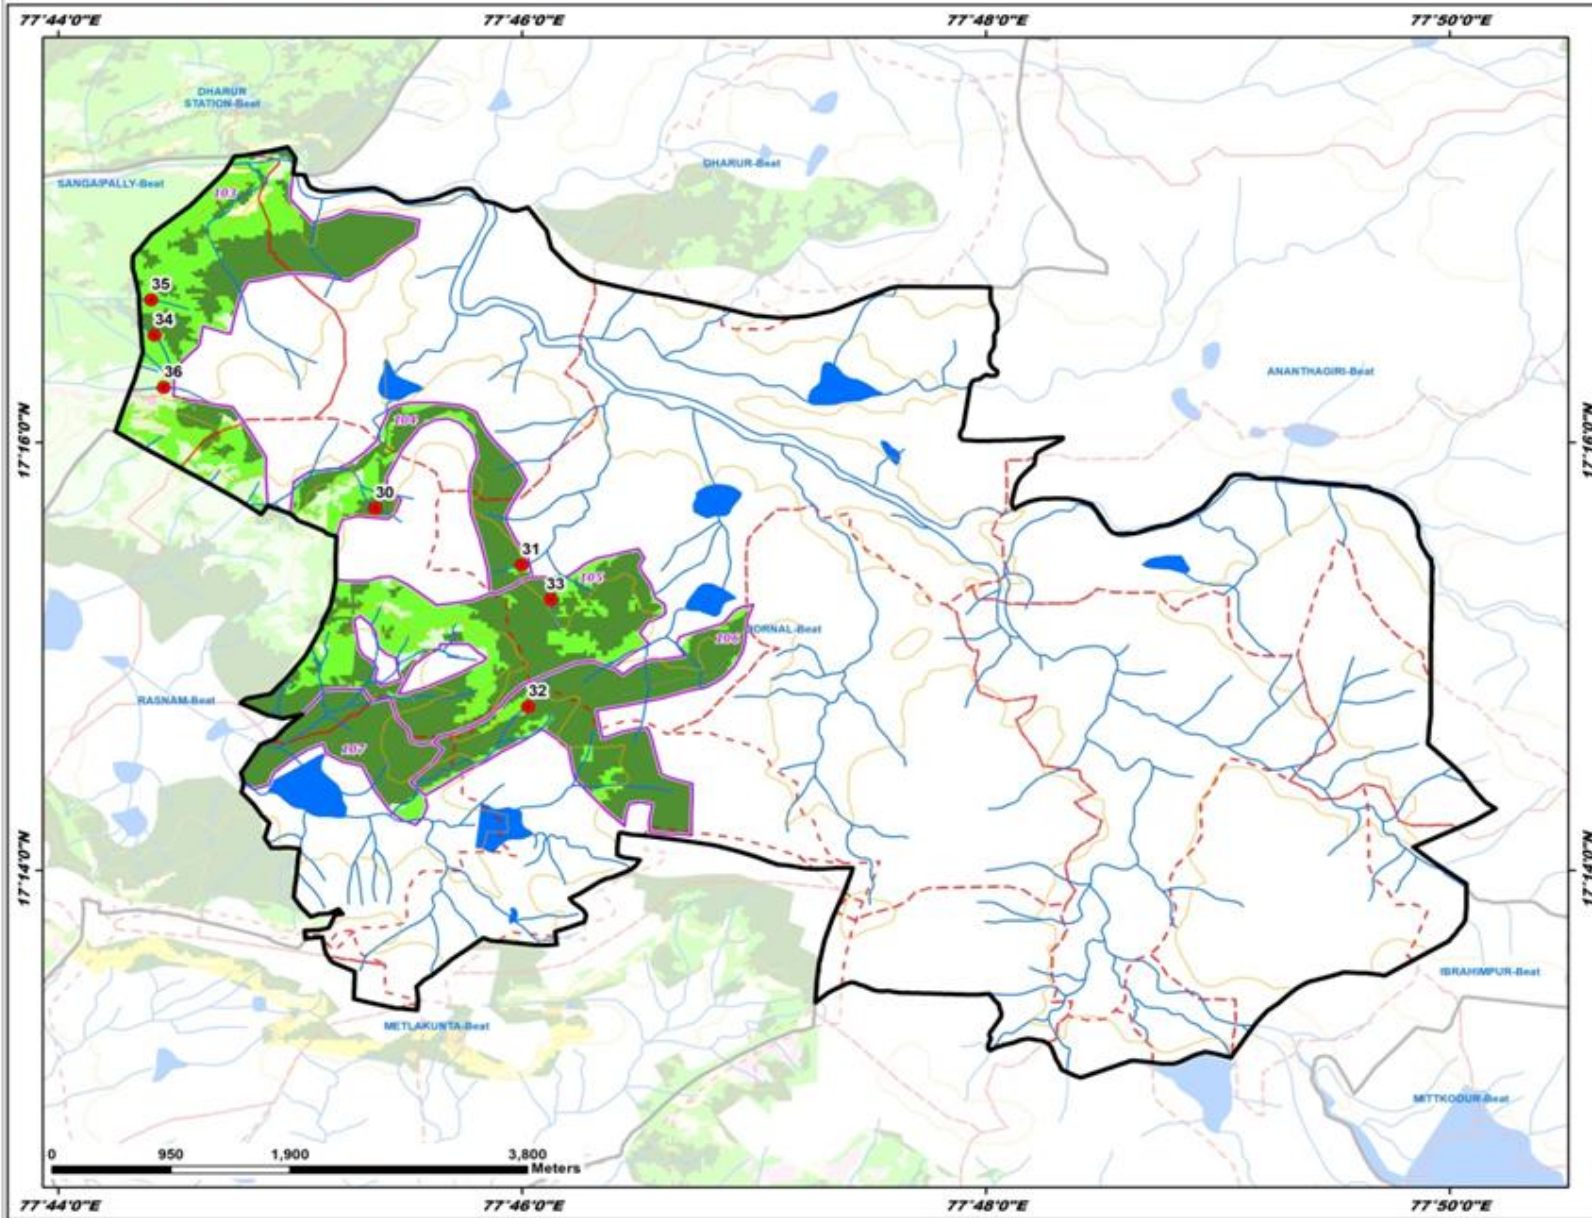 77°44'0"E 77°46'0"E 77°48'0"E 77°50'0"E
DHARUR
STATION-Beat
DHARUR-Beat
SANGAIPALLY-Beat
103
35
34
36
ANANTHAGIRI-Beat
104
17°16'0"N 17°16'0"N
30
31
33
105
106
DORNAL-Beat
32
RASNAM-Beat
107
17°14'0"N 17°14'0"N
IBRAHIMPUR-Beat
METLAKUNTA-Beat
MITTKODUR-Beat
0 950 1,900 3,800
Meters
77°44'0"E 77°46'0"E 77°48'0"E 77°50'0"E